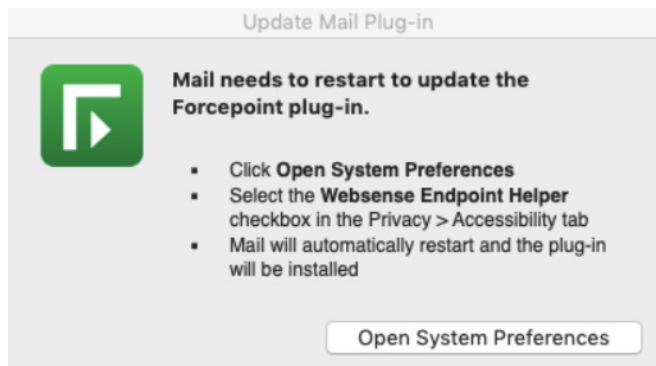 Update Mail Plug-in
Mail needs to restart to update the
Forcepoint plug-in.
▪ Click Open System Preferences
▪ Select the Websense Endpoint Helper
checkbox in the Privacy > Accessibility tab
▪ Mail will automatically restart and the plug-in
will be installed
Open System Preferences